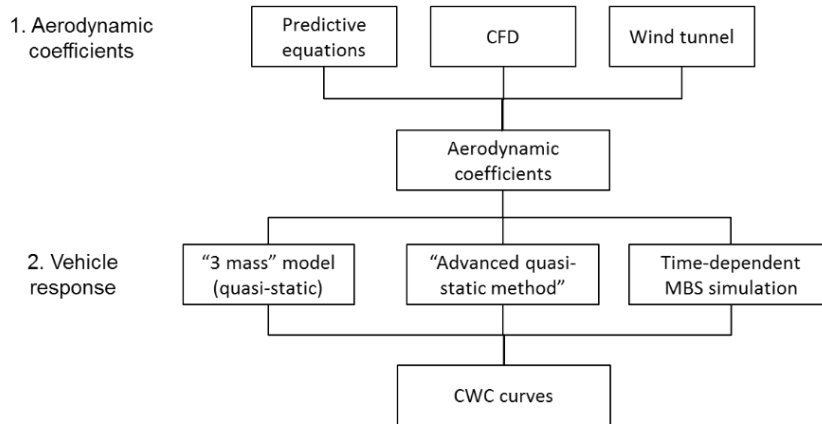 1. Aerodynamic
coefficients
Predictive
equations
CFD
Wind tunnel
Aerodynamic
coefficients
2. Vehicle
response
“3 mass” model
(quasi-static)
“Advanced quasi-
static method”
Time-dependent
MBS simulation
CWC curves